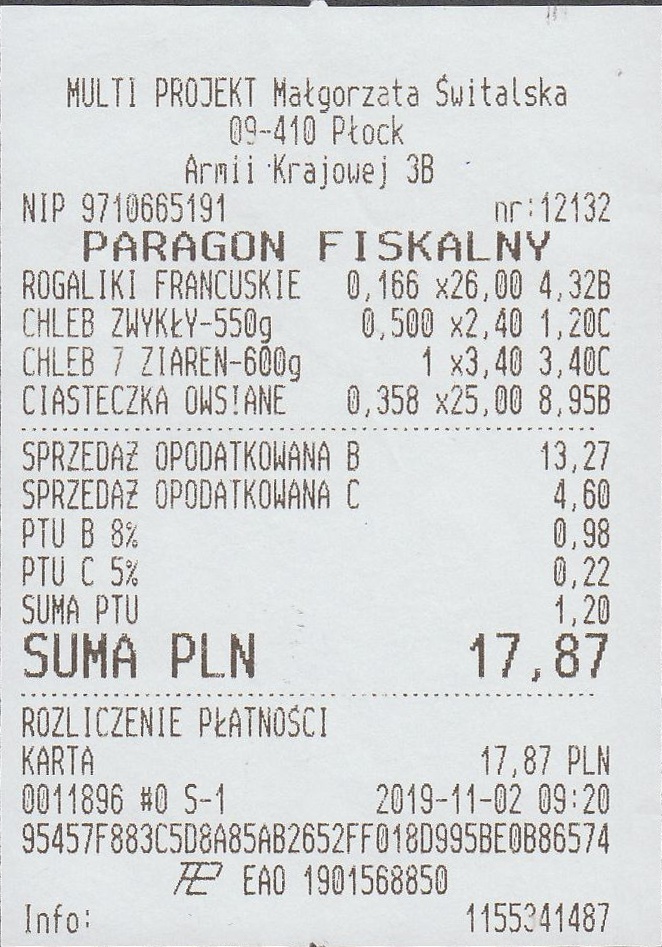 MULTI PROJEKT Małgorzata Świtalska
09-410 Płock
Armii Krajowej 3B
NIP 9710665191 nr:12132
PARAGON FISKALNY
ROGALIKI FRANCUSKIE 0,166 x26,00 4,32B
CHLEB ZWYKŁY-550g 0,500 x2,40 1,20C
CHLEB 7 ZIAREN-600g 1 x3,40 3,40C
CIASTECZKA OWSIANE 0,358 x25,00 8,95B
SPRZEDAŻ OPODATKOWANA B 13,27
SPRZEDAŻ OPODATKOWANA C 4,60
PTU B 8% 0,98
PTU C 5% 0,22
SUMA PTU 1,20
SUMA PLN 17,87
ROZLICZENIE PŁATNOŚCI
KARTA 17,87 PLN
0011896 #0 S-1 2019-11-02 09:20
95457F883C5D8A85AB2652FF018D995BE0B86574
EAO 1901568850
Info: 1155341487